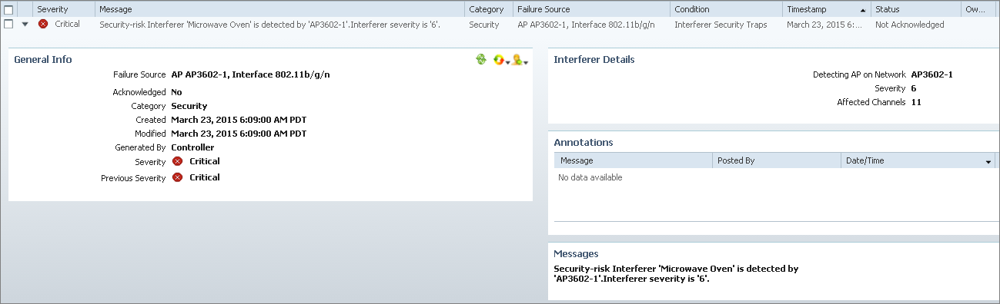 Severity Message Category Failure Source Condition Timestamp Status Ow...
Critical Security-risk Interferer 'Microwave Oven' is detected by 'AP3602-1'.Interferer severity is '6'. Security AP AP3602-1, Interface 802.11b/g/n Interferer Security Traps March 23, 2015 6:... Not Acknowledged
General Info
Failure Source AP AP3602-1, Interface 802.11b/g/n
Acknowledged No
Category Security
Created March 23, 2015 6:09:00 AM PDT
Modified March 23, 2015 6:09:00 AM PDT
Generated By Controller
Severity Critical
Previous Severity Critical
Interferer Details
Detecting AP on Network AP3602-1
Severity 6
Affected Channels 11
Annotations
Message Posted By Date/Time
No data available
Messages
Security-risk Interferer 'Microwave Oven' is detected by
'AP3602-1'.Interferer severity is '6'.